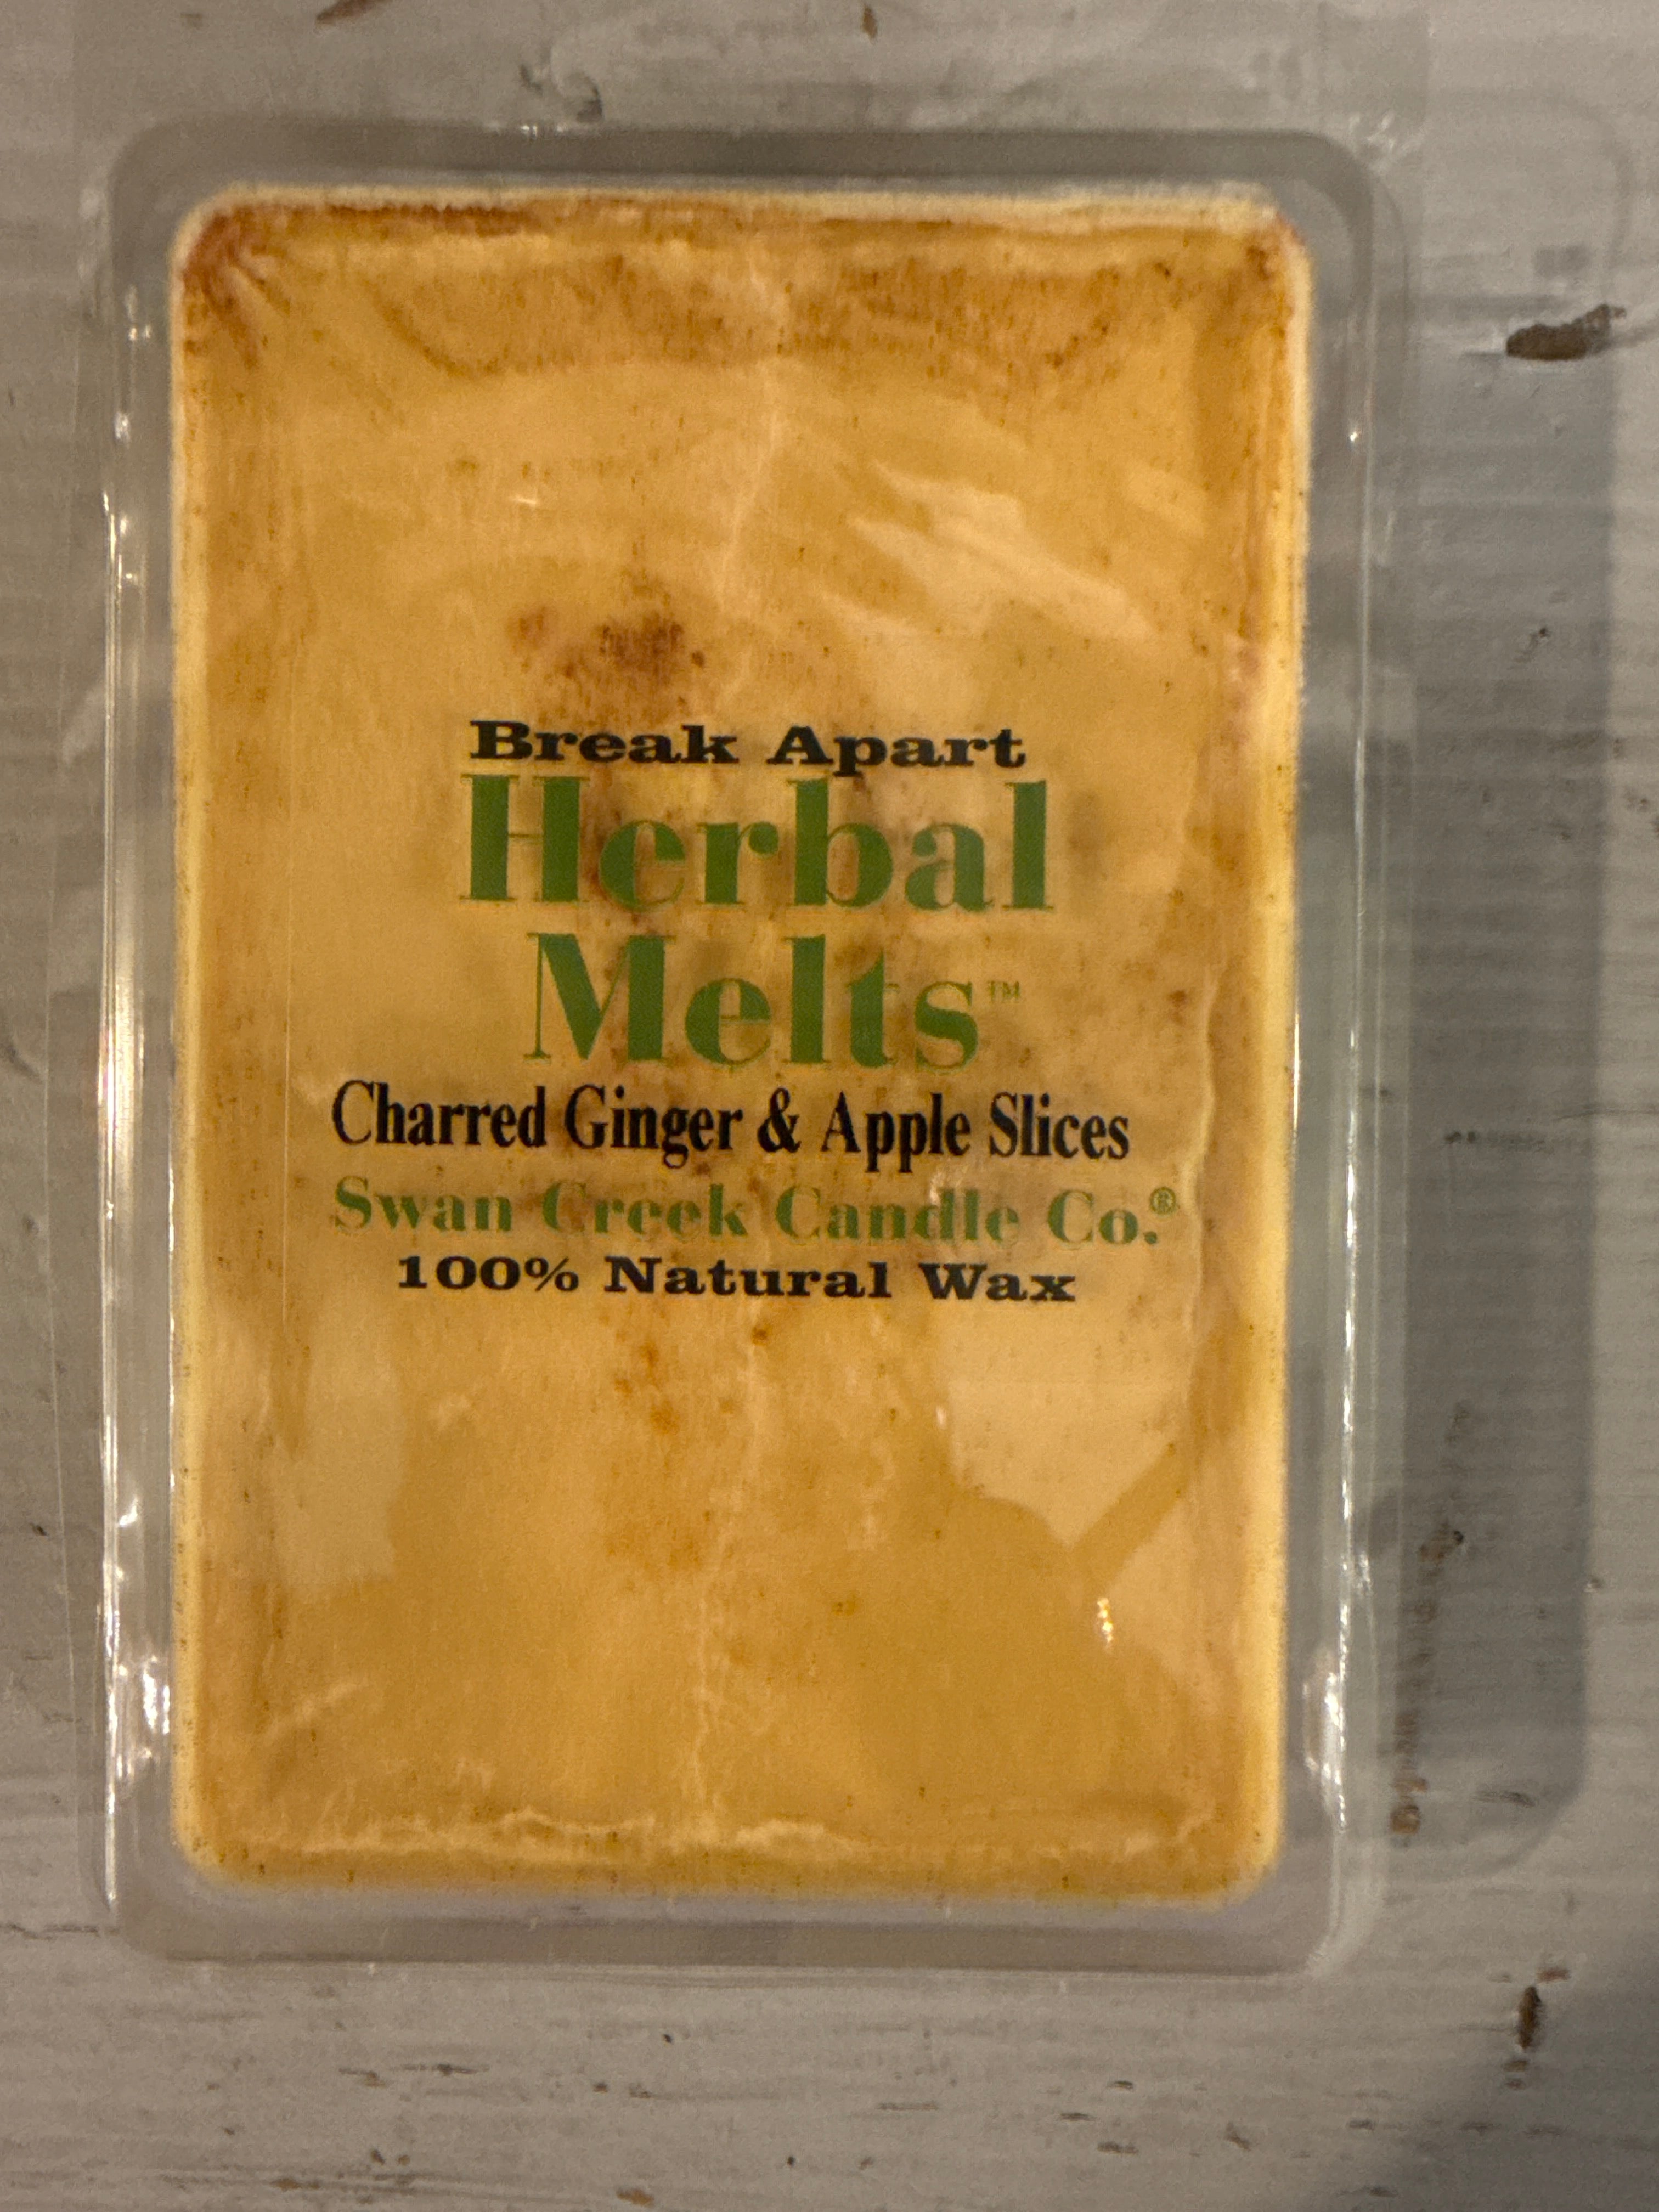 Break Apart
Herbal
Melts™
Charred Ginger & Apple Slices
Swan Creek Candle Co.®
100% Natural Wax